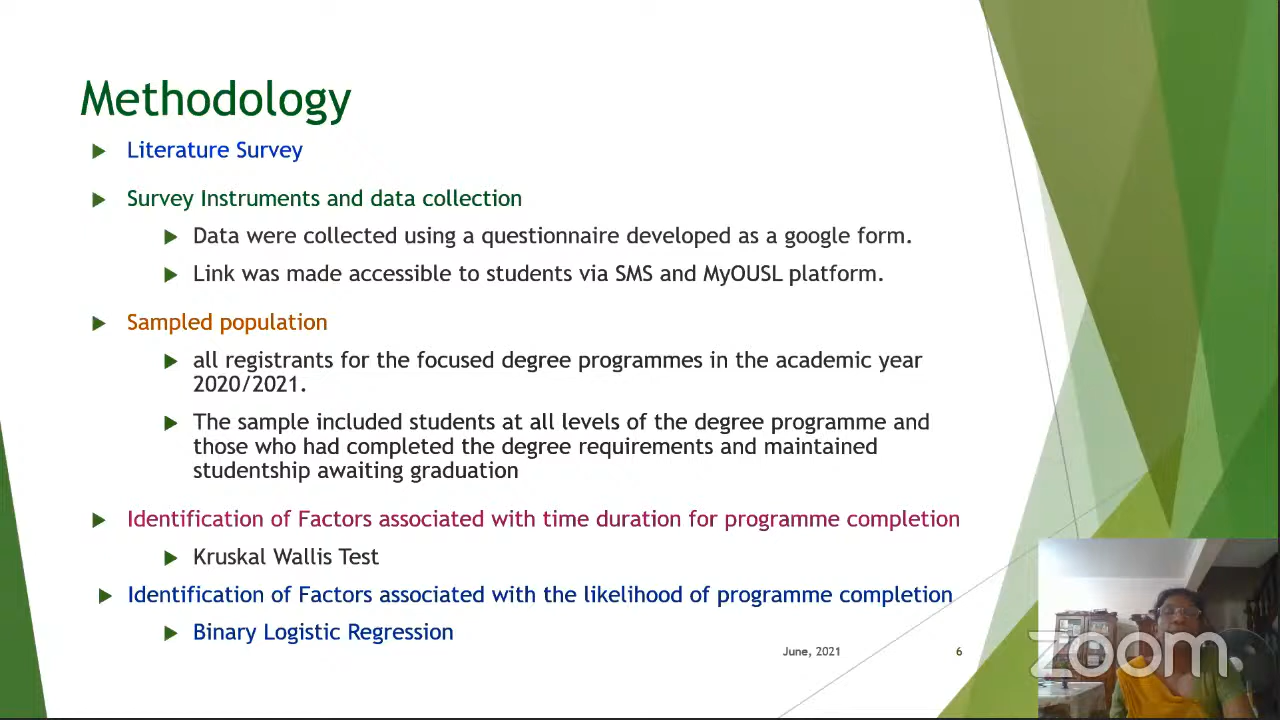 Methodology
Literature Survey
Survey Instruments and data collection
Data were collected using a questionnaire developed as a google form.
Link was made accessible to students via SMS and MyOUSL platform.
Sampled population
all registrants for the focused degree programmes in the academic year
2020/2021.
The sample included students at all levels of the degree programme and
those who had completed the degree requirements and maintained
studentship awaiting graduation
Identification of Factors associated with time duration for programme completion
Kruskal Wallis Test
Identification of Factors associated with the likelihood of programme completion
Binary Logistic Regression
June, 2021
6
zoom